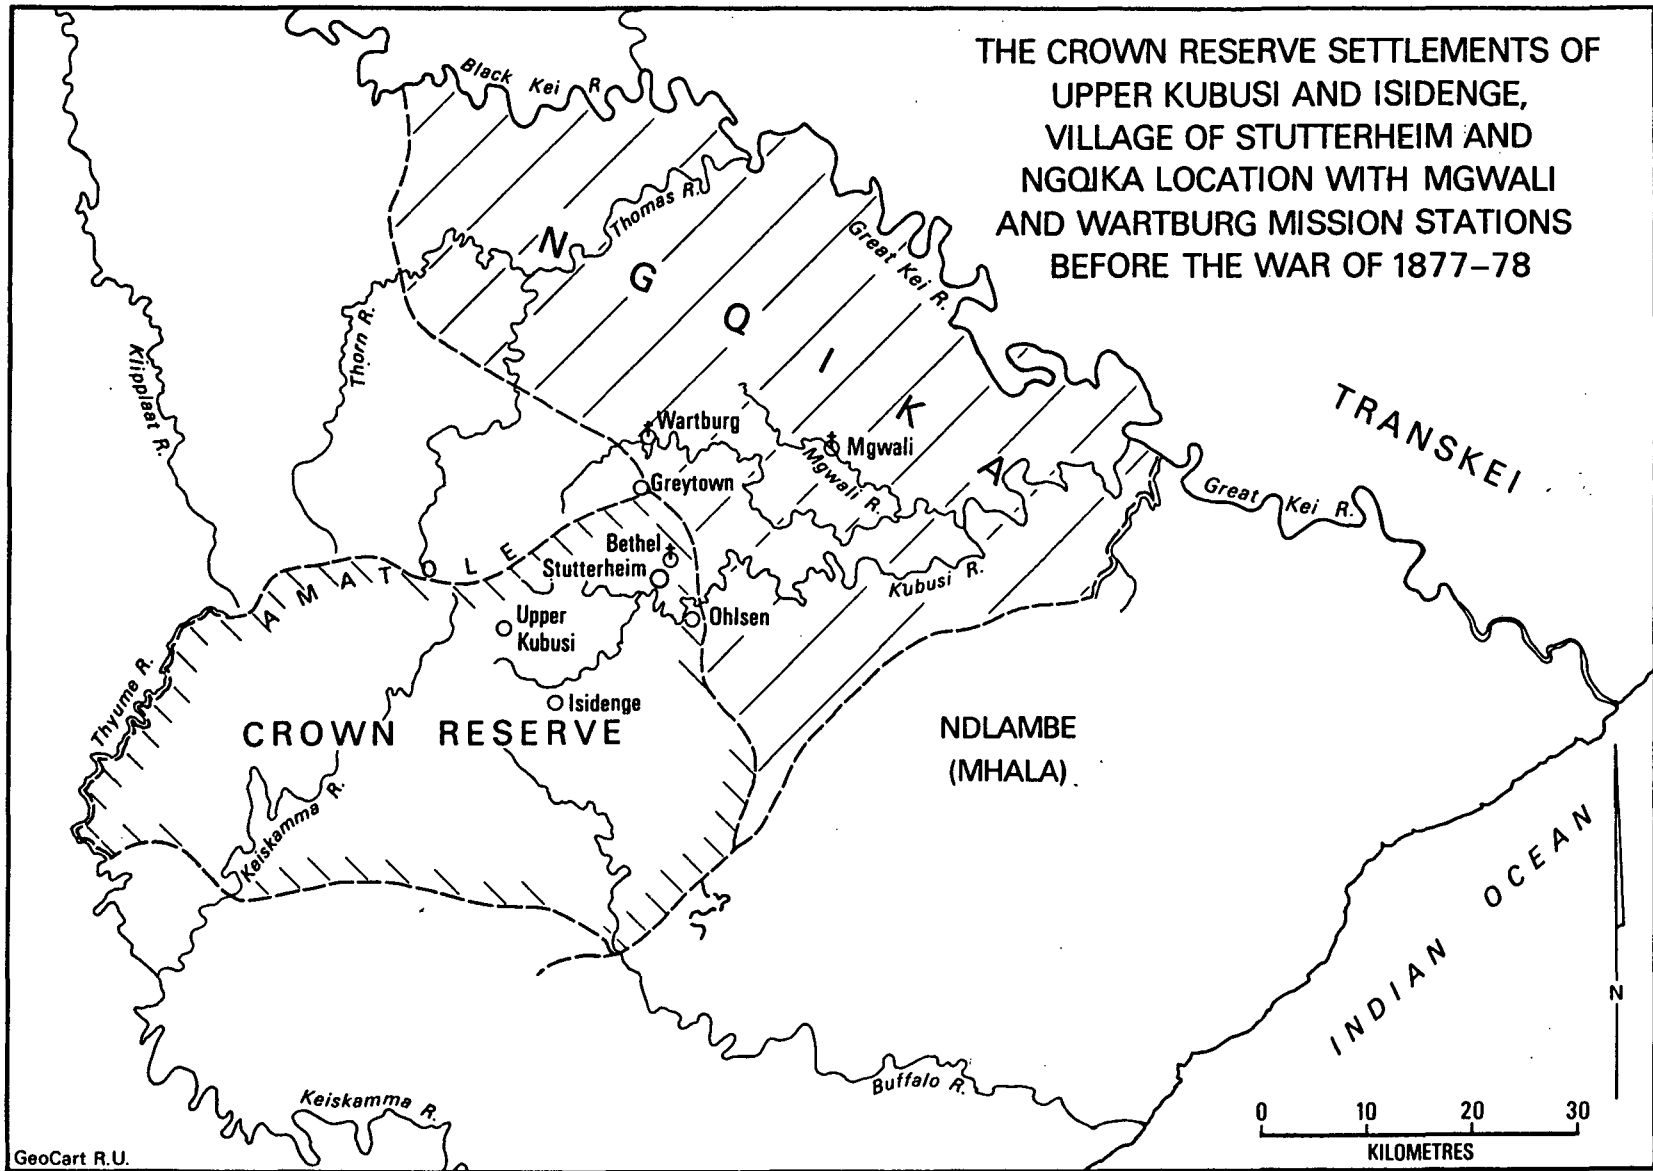 THE CROWN RESERVE SETTLEMENTS OF
UPPER KUBUSI AND ISIDENGE,
VILLAGE OF STUTTERHEIM AND
NGQIKA LOCATION WITH MGWALI
AND WARTBURG MISSION STATIONS
BEFORE THE WAR OF 1877–78
Black Kei R
Thomas R.
NGQIKA
Great Kei R.
Klipplaat R.
Thorn R.
TRANSKEI
Wartburg
Mgwali
Mgwali R.
Greytown
Great Kei R.
Bethel
Stutterheim
AMATOLE
Kubusi R.
Ohlsen
Upper
Kubusi
Thyume R.
Isidenge
CROWN RESERVE
NDLAMBE
(MHALA)
Keiskamma R.
INDIAN OCEAN
N
Buffalo R.
Keiskamma R.
0 10 20 30
KILOMETRES
GeoCart R.U.